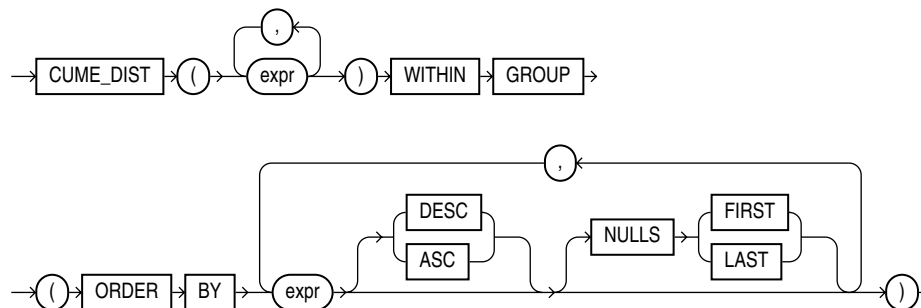 ,
CUME_DIST ( expr ) WITHIN GROUP
,
DESC FIRST
NULLS
ASC LAST
( ORDER BY expr )